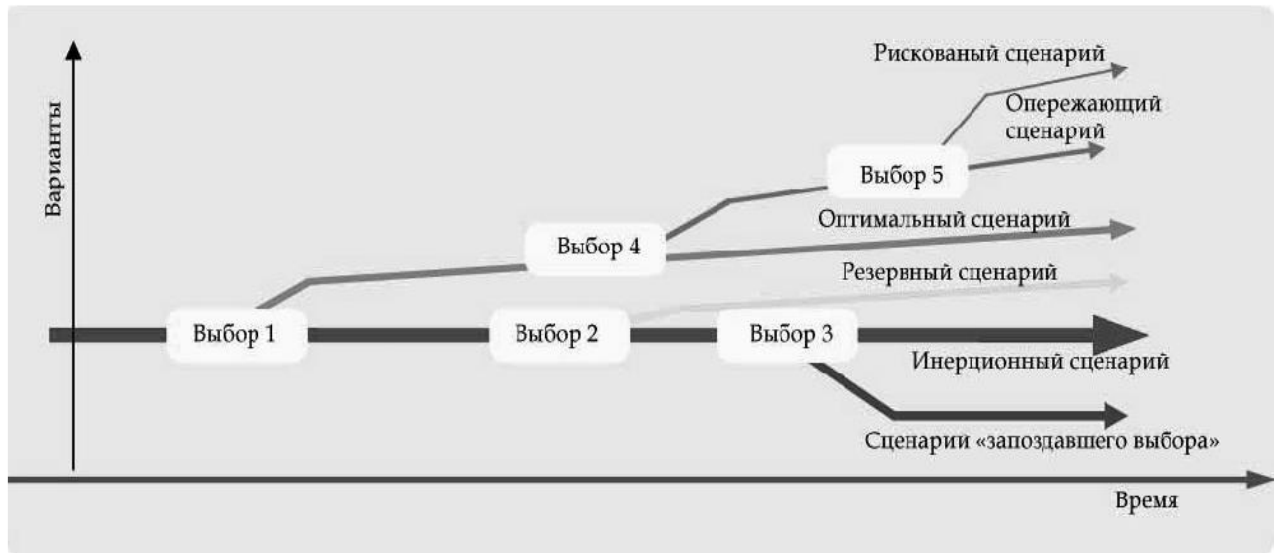 Рискованый сценарий
Опережающий
сценарий
Варианты
Выбор 5
Оптимальный сценарий
Выбор 4
Резервный сценарий
Выбор 1
Выбор 2
Выбор 3
Инерционный сценарий
Сценарии «запоздавшего выбора»
Время